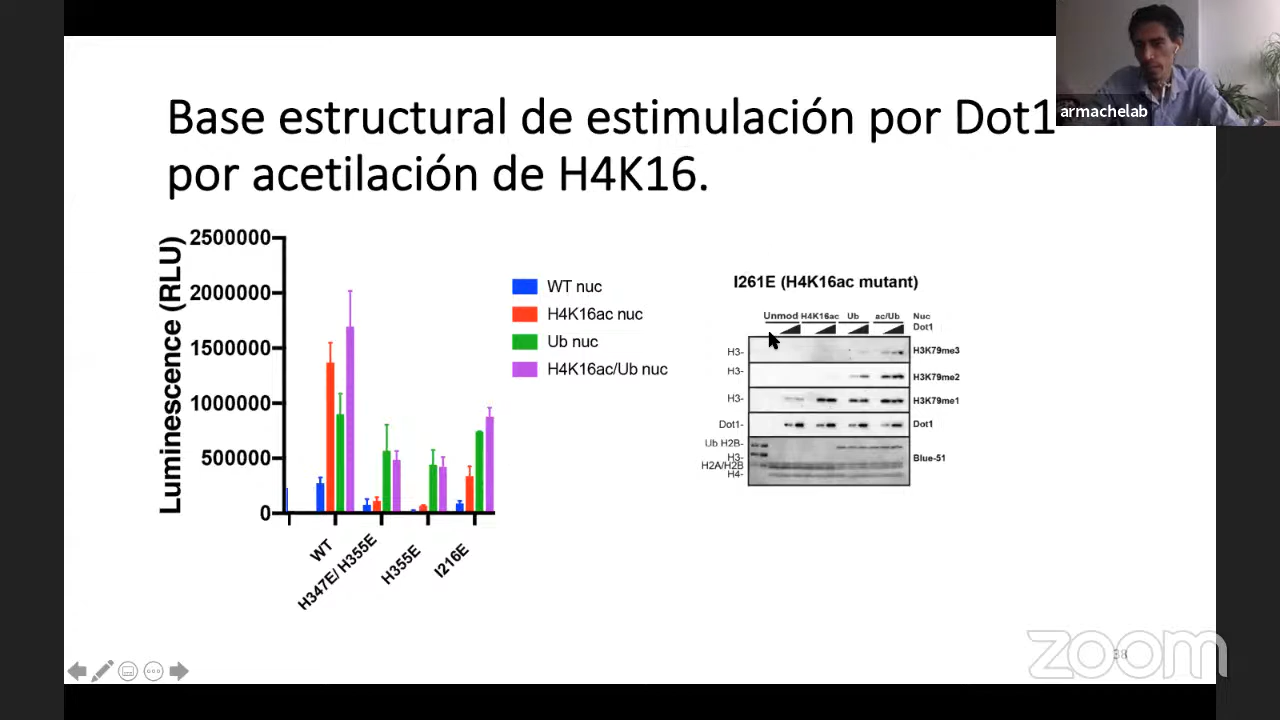 armachelab
Base estructural de estimulación por Dot1
por acetilación de H4K16.
Luminescence (RLU)
2500000
2000000
1500000
1000000
500000
0
WT
H347E/ H355E
H355E
I216E
WT nuc
H4K16ac nuc
Ub nuc
H4K16ac/Ub nuc
I261E (H4K16ac mutant)
Unmod H4K16ac Ub ac/Ub Nuc
Dot1
H3- H3K79me3
H3- H3K79me2
H3- H3K79me1
Dot1- Dot1
Ub H2B-
H3- Blue-51
H2A/H2B
H4-
zoom
38